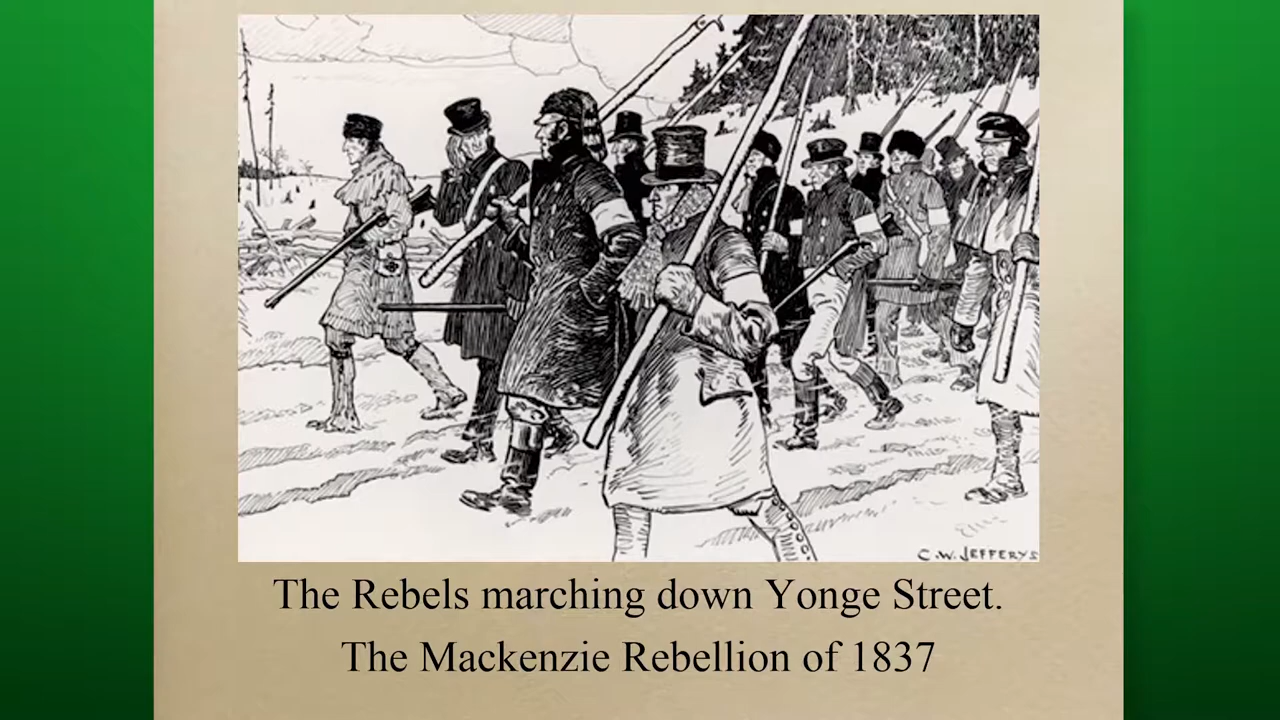 C.W. JEFFERYS
The Rebels marching down Yonge Street.
The Mackenzie Rebellion of 1837